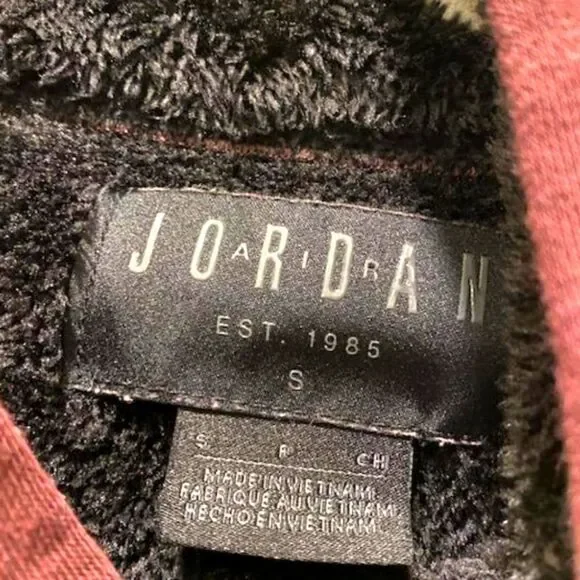 JORDAN
AIR
EST. 1985
S
S P CH
MADE IN VIETNAM
FABRIQUE AU VIETNAM
HECHO EN VIETNAM